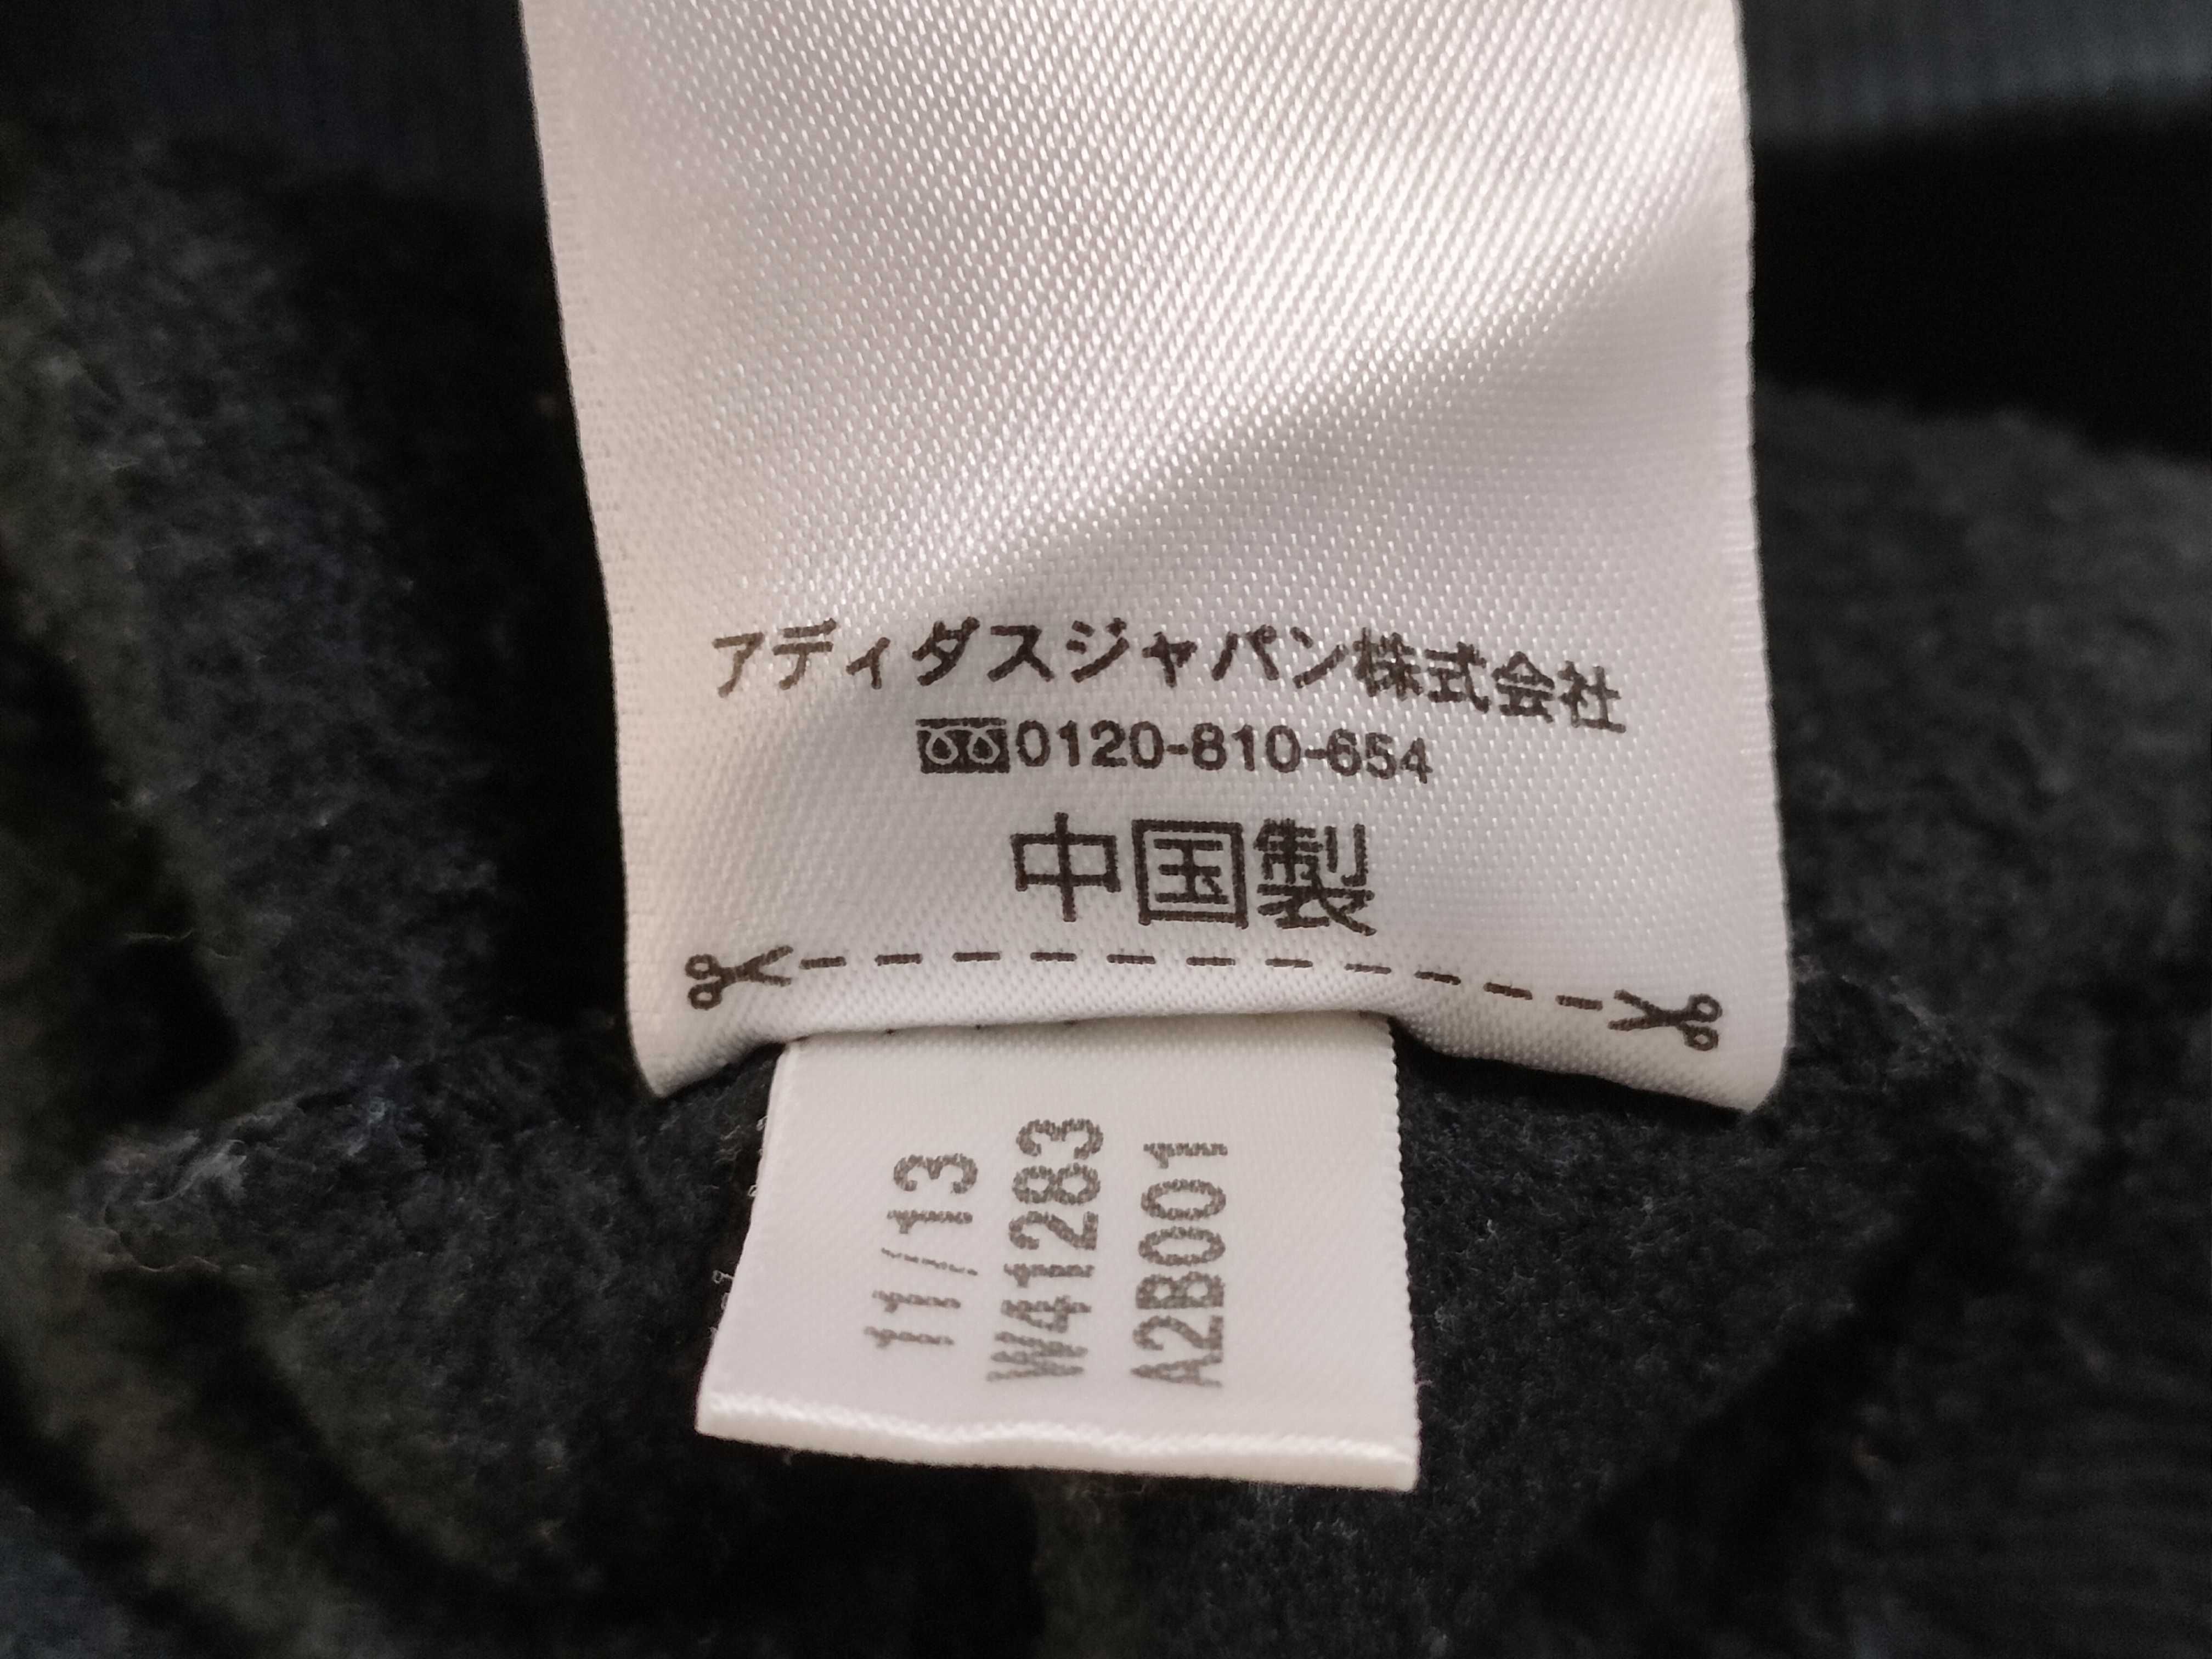 アディダスジャパン株式会社
0120-810-654
中国製
11/13
W41283
A2B001